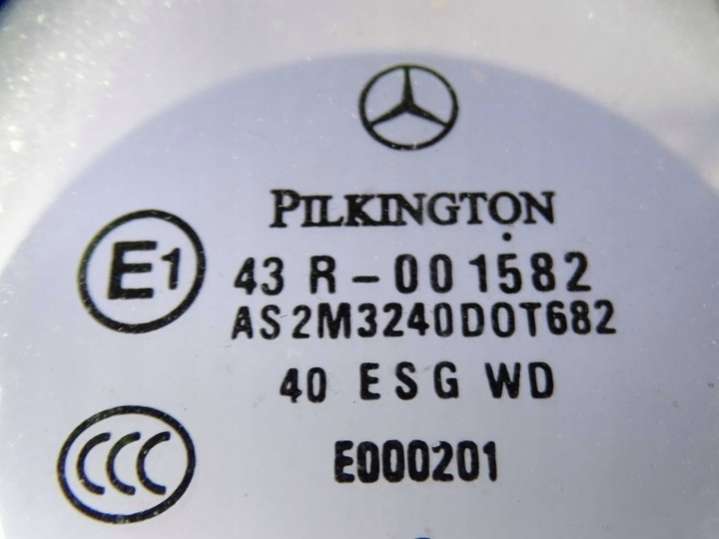 PILKINGTON
E1
43 R-001582
AS2M3240DOT682
40 ESG WD
CCC
E000201